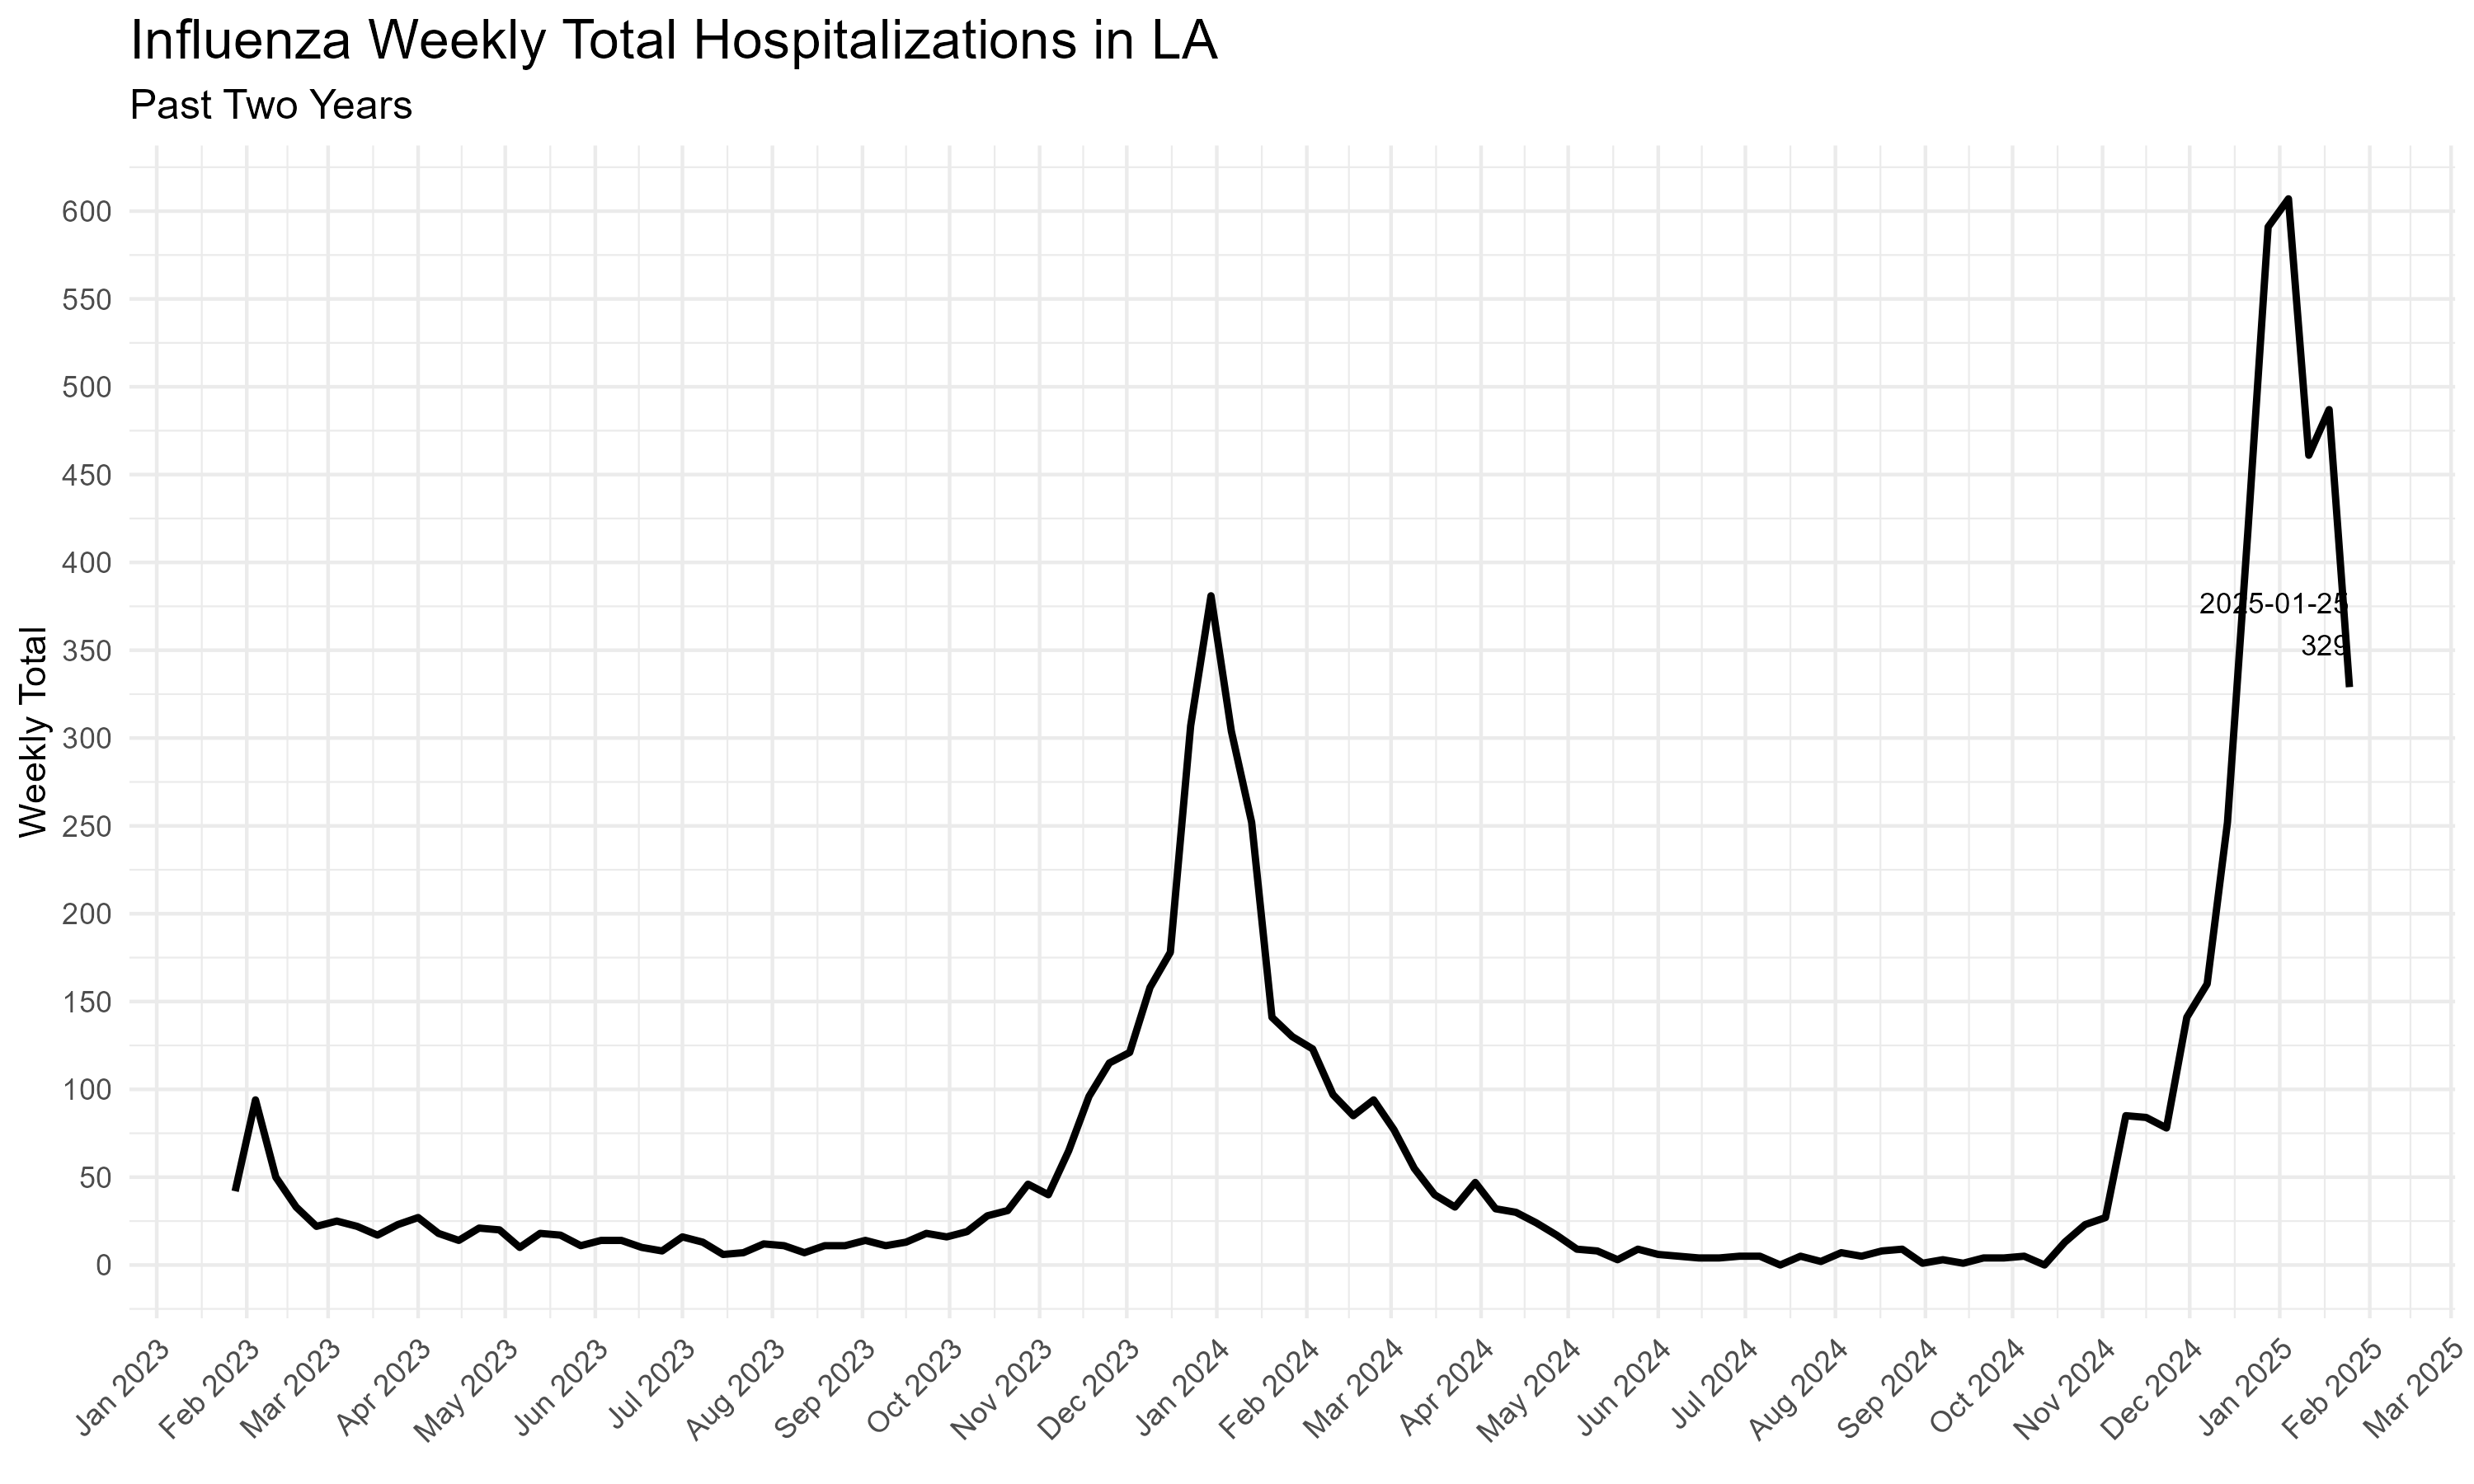 Influenza Weekly Total Hospitalizations in LA
Past Two Years
Weekly Total
600
550
500
450
400
350
300
250
200
150
100
50
0
2025-01-25
329
Jan 2023
Feb 2023
Mar 2023
Apr 2023
May 2023
Jun 2023
Jul 2023
Aug 2023
Sep 2023
Oct 2023
Nov 2023
Dec 2023
Jan 2024
Feb 2024
Mar 2024
Apr 2024
May 2024
Jun 2024
Jul 2024
Aug 2024
Sep 2024
Oct 2024
Nov 2024
Dec 2024
Jan 2025
Feb 2025
Mar 2025